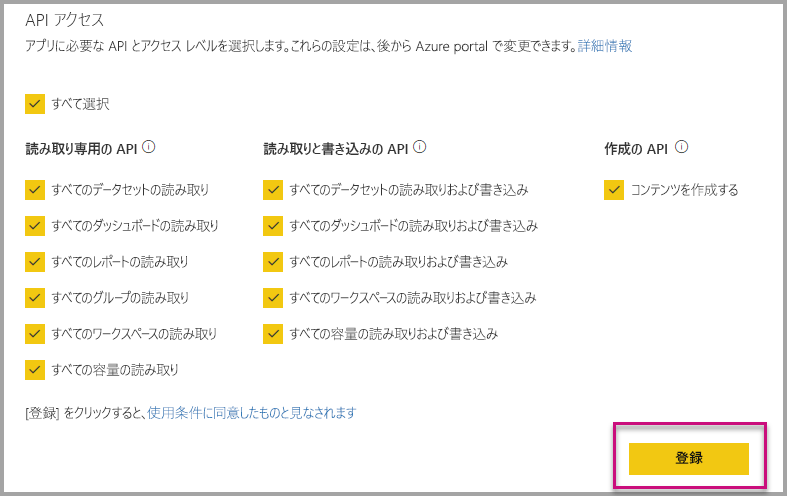 API アクセス
アプリに必要な API とアクセス レベルを選択します。これらの設定は、後から Azure portal で変更できます。詳細情報
すべて選択
読み取り専用の API
すべてのデータセットの読み取り
すべてのダッシュボードの読み取り
すべてのレポートの読み取り
すべてのグループの読み取り
すべてのワークスペースの読み取り
すべての容量の読み取り
読み取りと書き込みの API
すべてのデータセットの読み取りおよび書き込み
すべてのダッシュボードの読み取りおよび書き込み
すべてのレポートの読み取りおよび書き込み
すべてのワークスペースの読み取りおよび書き込み
すべての容量の読み取りおよび書き込み
作成の API
コンテンツを作成する
[登録] をクリックすると、使用条件に同意したものと見なされます
登録